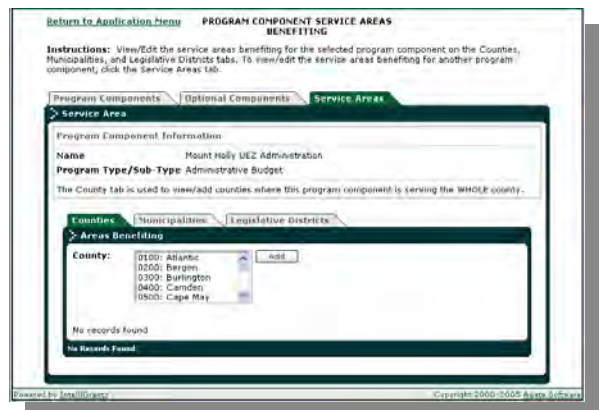 Return to Application Menu
PROGRAM COMPONENT SERVICE AREAS
BENEFITING
Instructions: View/Edit the service areas benefiting for the selected program component on the Counties,
Municipalities, and Legislative Districts tabs. To view/edit the service areas benefiting for another program
component, click the Service Areas tab.
Program Components Optional Components Service Areas
Service Area
Program Component Information
Name Mount Holly UEZ Administration
Program Type/Sub-Type Administrative Budget
The County tab is used to view/add counties where this program component is serving the WHOLE county.
Counties Municipalities Legislative Districts
Areas Benefiting
County: 0100: Atlantic Add
0200: Bergen
0300: Burlington
0400: Camden
0500: Cape May
No records found
No Records Found
Powered by IntelliGrants
Copyright 2000-2005 Agate Software